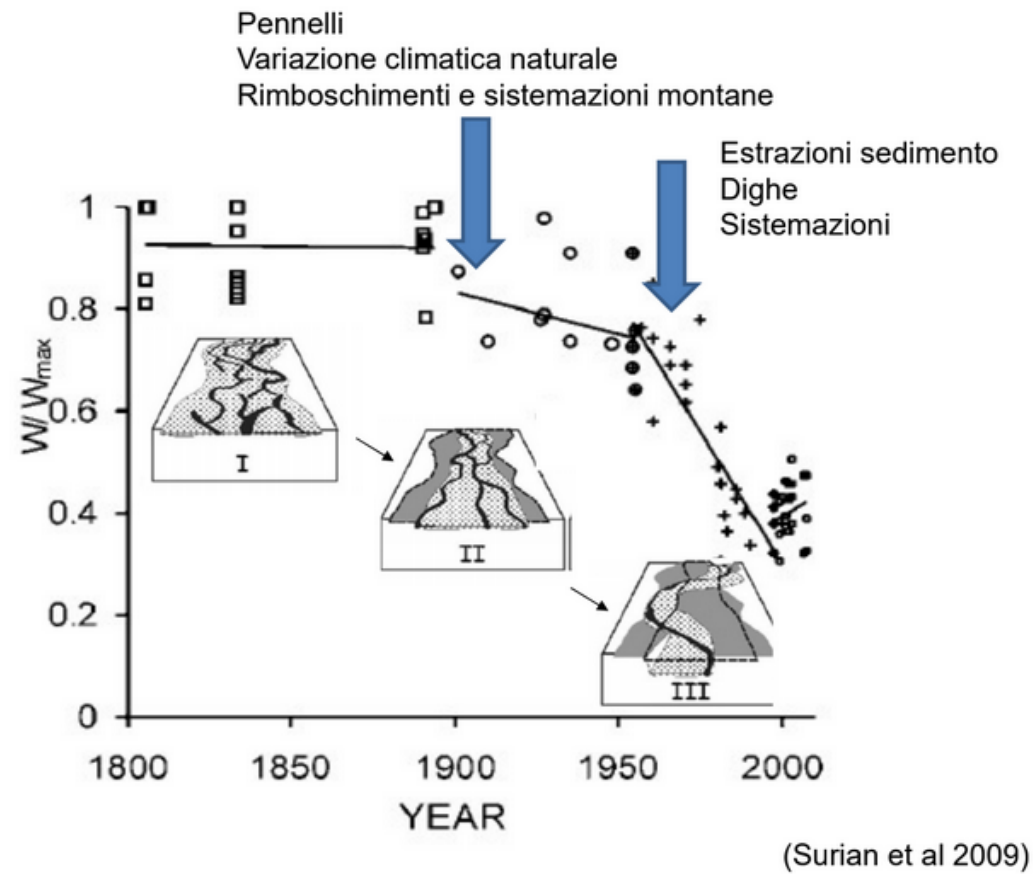 Pennelli
Variazione climatica naturale
Rimboschimenti e sistemazioni montane
Estrazioni sedimento
Dighe
Sistemazioni
1
0.8
0.6
0.4
0.2
0
W/Wmax
I
II
III
1800 1850 1900 1950 2000
YEAR
(Surian et al 2009)